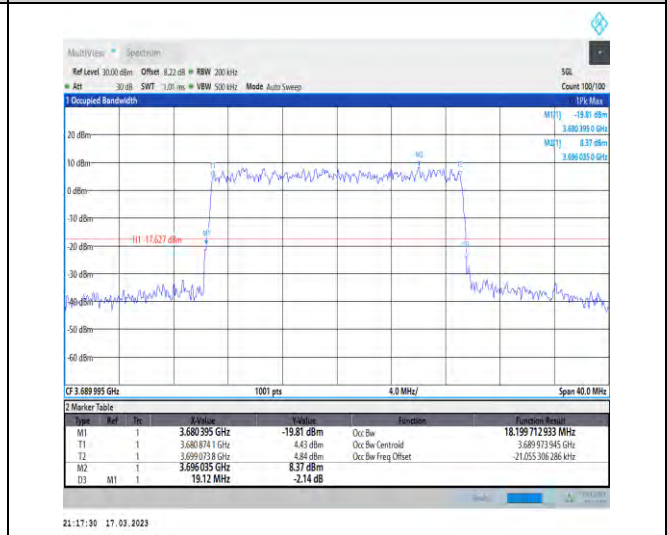 MultiView Spectrum
Ref Level 30.00 dBm Offset 8.22 dB RBW 200 kHz SGL
Att 30 dB SWT 1.01 ms VBW 500 kHz Mode Auto Sweep Count 100/100
1 Occupied Bandwidth 1Pk Max
M1[1] -19.81 dBm
3.680 395 0 GHz
M2[1] 8.37 dBm
3.696 035 0 GHz
20 dBm
M2
10 dBm
T1 T2
0 dBm
-10 dBm
M1
H1 -17.627 dBm
-20 dBm
-30 dBm
-40 dBm
-50 dBm
-60 dBm
CF 3.689 995 GHz 1001 pts 4.0 MHz/ Span 40.0 MHz
2 Marker Table
Type Ref Trc X-Value Y-Value Function Function Result
M1 1 3.680 395 GHz -19.81 dBm Occ Bw 18.199 712 933 MHz
T1 1 3.680 874 1 GHz 4.43 dBm Occ Bw Centroid 3.689 973 945 GHz
T2 1 3.699 073 8 GHz 4.84 dBm Occ Bw Freq Offset -21.055 306 286 kHz
M2 1 3.696 035 GHz 8.37 dBm
D3 M1 1 19.12 MHz -2.14 dB
21:17:30 17.03.2023